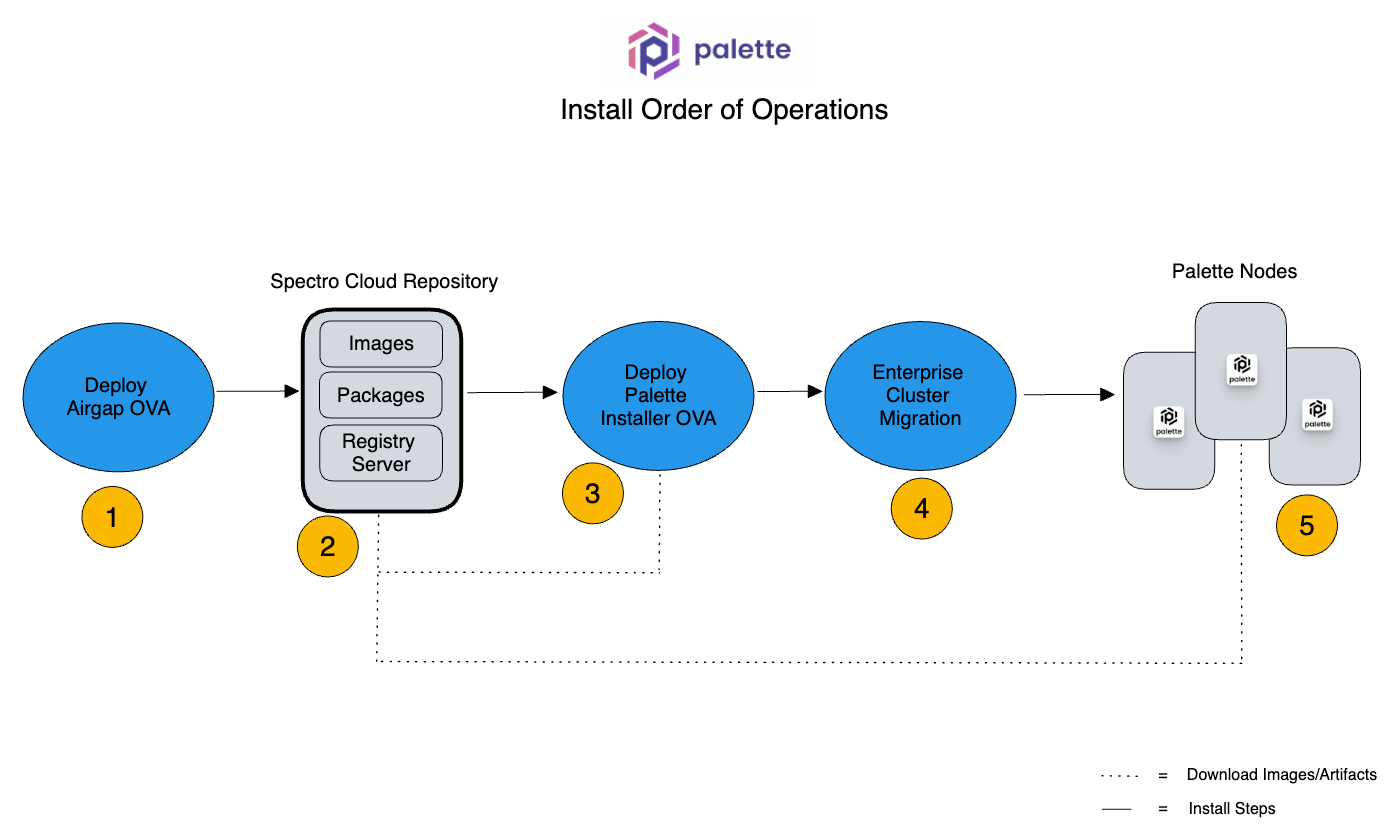 palette
Install Order of Operations
Spectro Cloud Repository
Palette Nodes
Deploy
Airgap OVA
Images
Packages
Registry
Server
Deploy
Palette
Installer OVA
Enterprise
Cluster
Migration
palette
palette
palette
1
2
3
4
5
..... = Download Images/Artifacts
= Install Steps